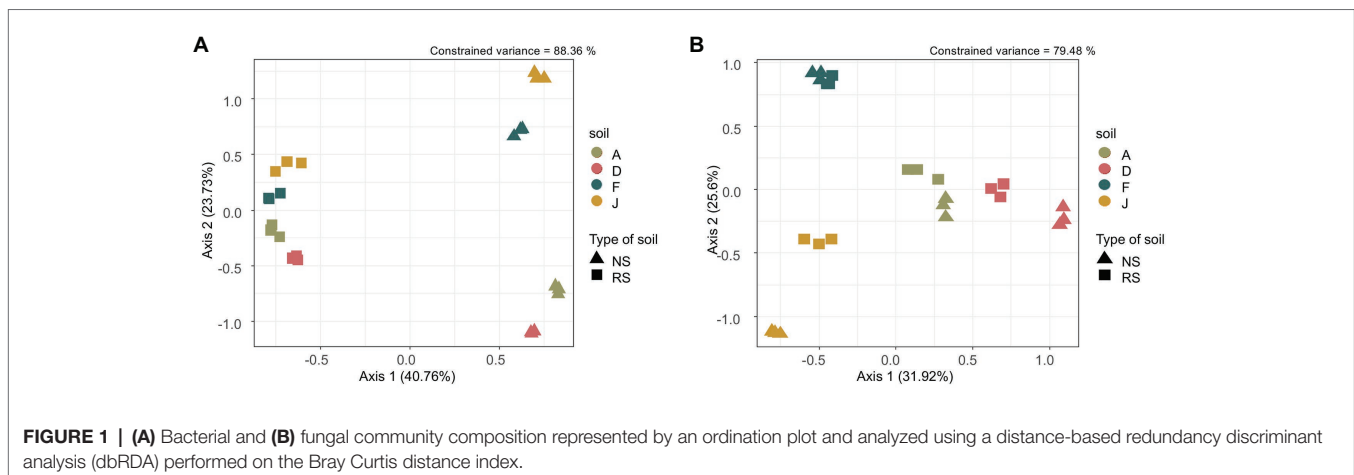 A
Constrained variance = 88.36 %
1.0
0.5
0.0
-0.5
-1.0
Axis 2 (23.73%)
-0.5
0.0
0.5
Axis 1 (40.76%)
soil
A
D
F
J
Type of soil
NS
RS
B
Constrained variance = 79.48 %
1.0
0.5
0.0
-0.5
-1.0
Axis 2 (25.6%)
-0.5
0.0
0.5
1.0
Axis 1 (31.92%)
soil
A
D
F
J
Type of soil
NS
RS
FIGURE 1 | (A) Bacterial and (B) fungal community composition represented by an ordination plot and analyzed using a distance-based redundancy discriminant
analysis (dbRDA) performed on the Bray Curtis distance index.